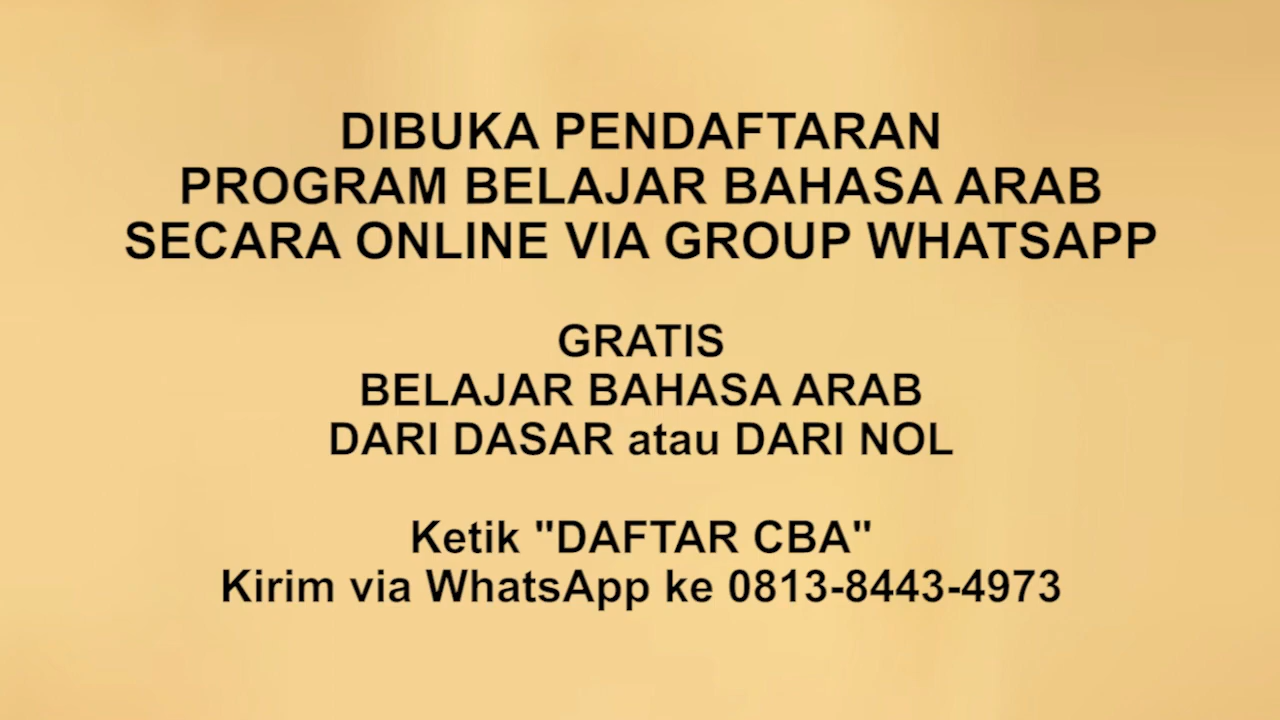 DIBUKA PENDAFTARAN
PROGRAM BELAJAR BAHASA ARAB
SECARA ONLINE VIA GROUP WHATSAPP
GRATIS
BELAJAR BAHASA ARAB
DARI DASAR atau DARI NOL
Ketik "DAFTAR CBA"
Kirim via WhatsApp ke 0813-8443-4973